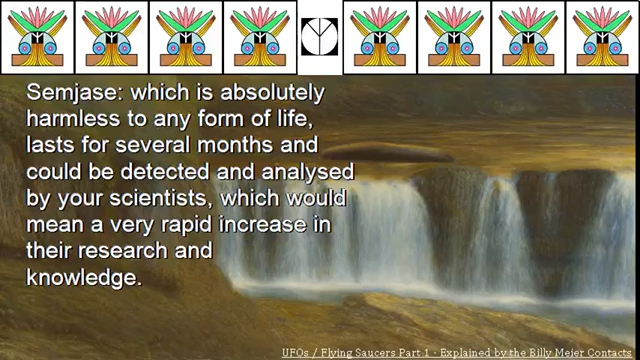 Semjase: which is absolutely
harmless to any form of life,
lasts for several months and
could be detected and analysed
by your scientists, which would
mean a very rapid increase in
their research and
knowledge.
UFOs / Flying Saucers Part 1 - Explained by the Billy Meier Contacts